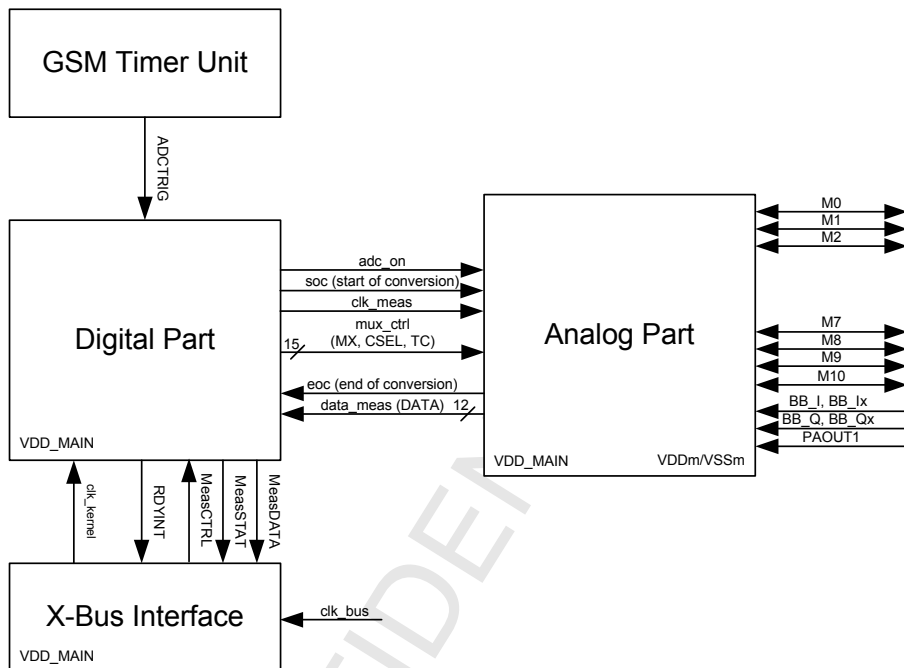 GSM Timer Unit
ADCTRIG
Digital Part
VDD_MAIN
adc_on
soc (start of conversion)
clk_meas
mux_ctrl
(MX, CSEL, TC)
15
eoc (end of conversion)
data_meas (DATA) 12
Analog Part
VDD_MAIN
VDDm/VSSm
M0
M1
M2
M7
M8
M9
M10
BB_I, BB_Ix
BB_Q, BB_Qx
PAOUT1
clk_kernel
RDYINT
MeasCTRL
MeasSTAT
MeasDATA
X-Bus Interface
VDD_MAIN
clk_bus